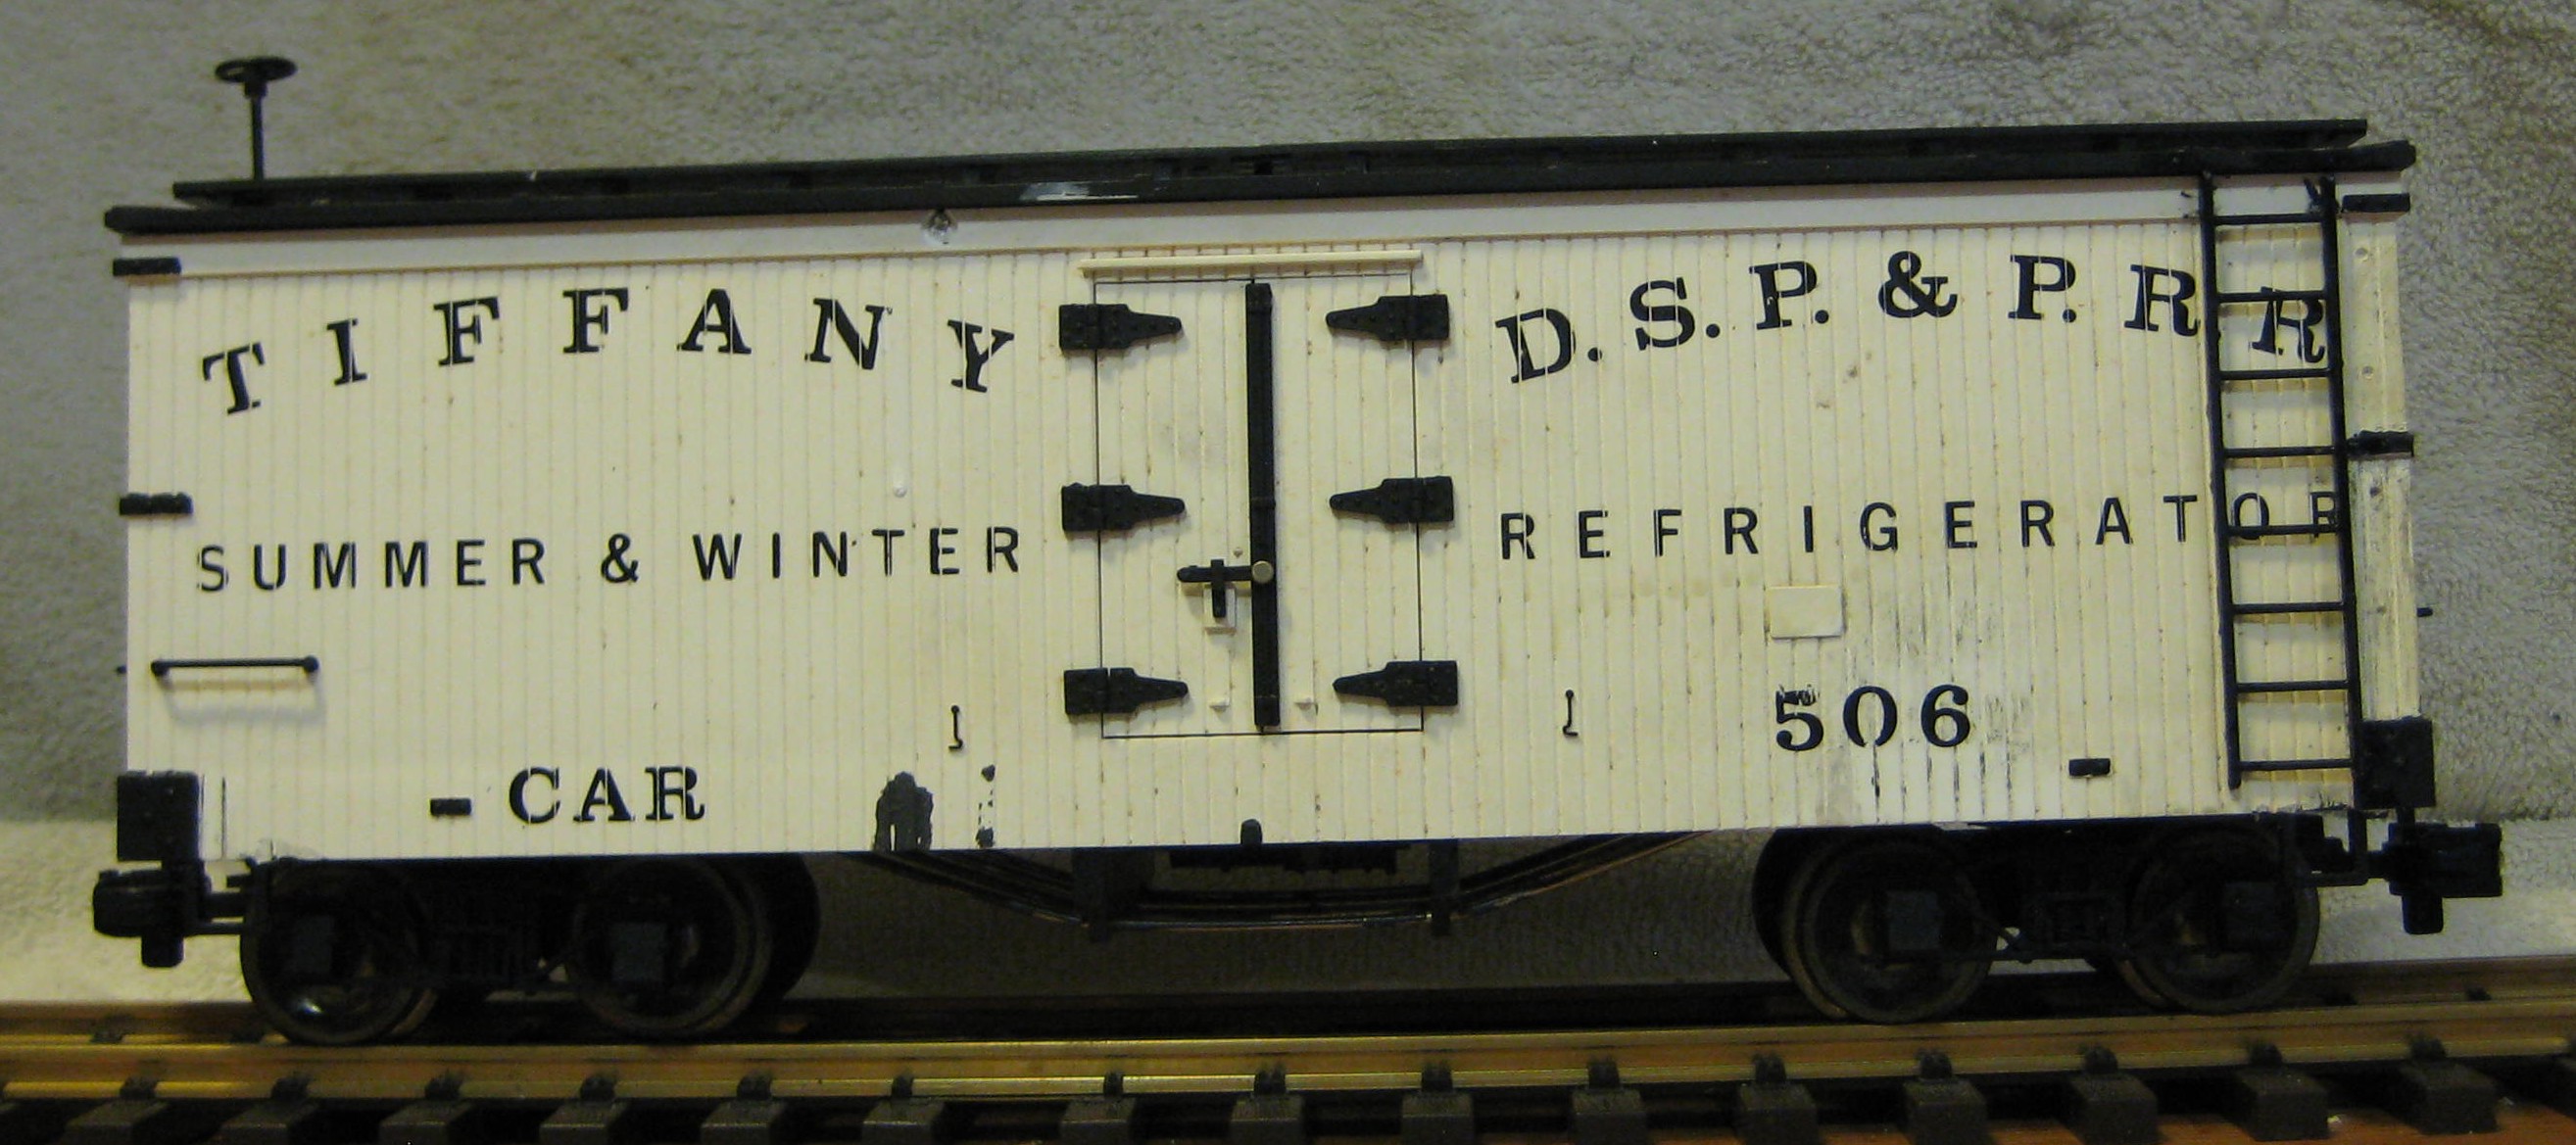 TIFFANY D.S.P. & P. R R
SUMMER & WINTER REFRIGERATOR
506
- CAR